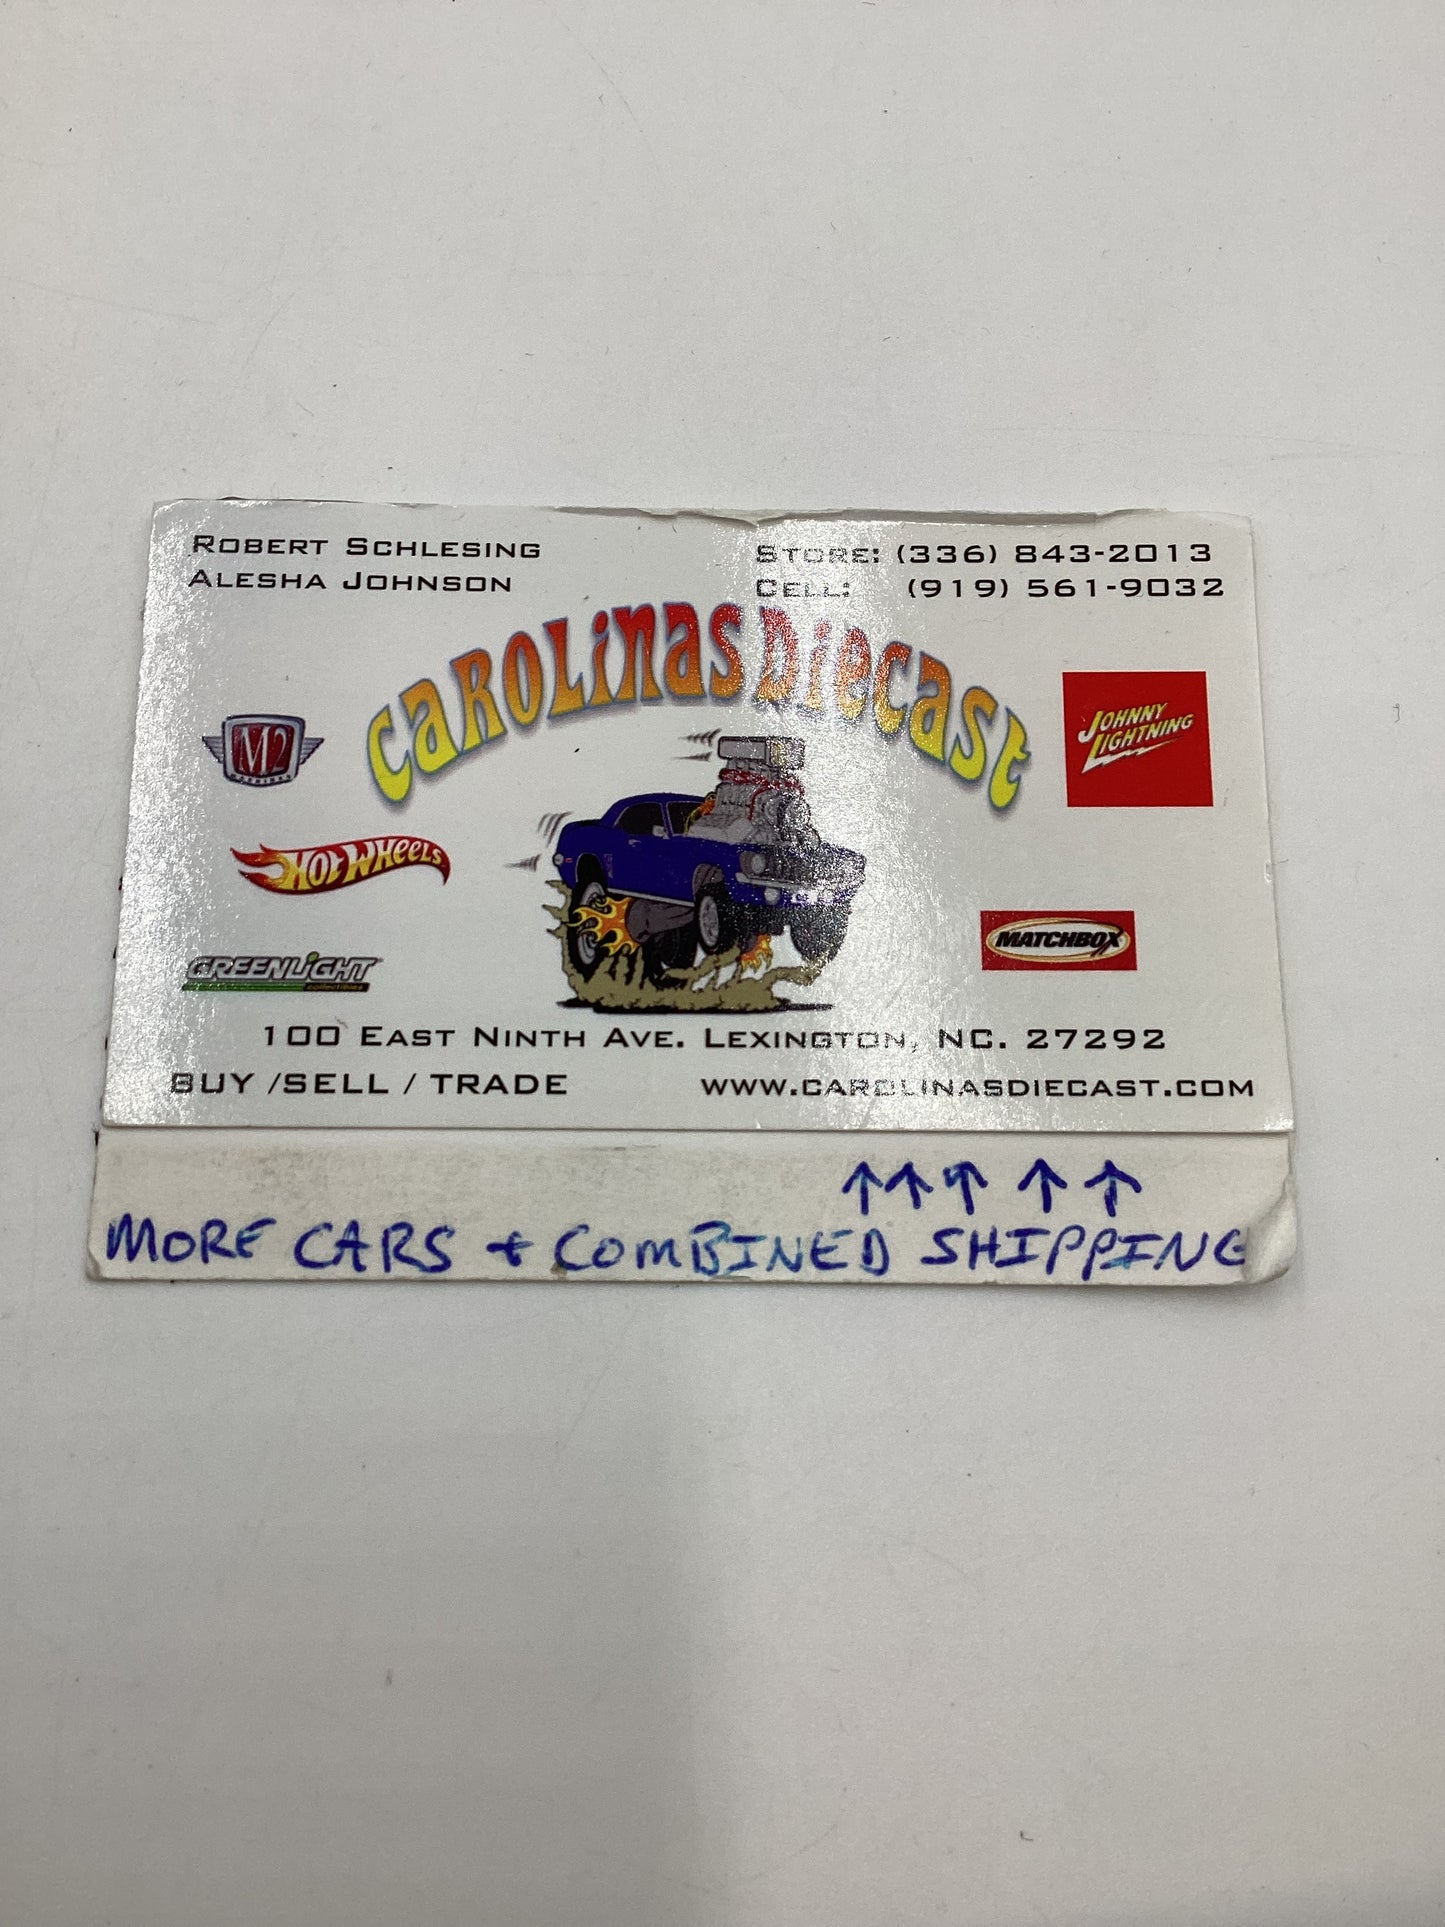 ROBERT SCHLESING
ALESHA JOHNSON
STORE: (336) 843-2013
CELL: (919) 561-9032
CAROLINAS DIECAST
M2
MACHINES
JOHNNY
LIGHTNING
HOT WHEELS
MATCHBOX
GREENLIGHT
collectibles
100 EAST NINTH AVE. LEXINGTON, NC. 27292
BUY /SELL / TRADE
WWW.CAROLINASDIECAST.COM
↑↑↑↑↑
MORE CARS + COMBINED SHIPPING